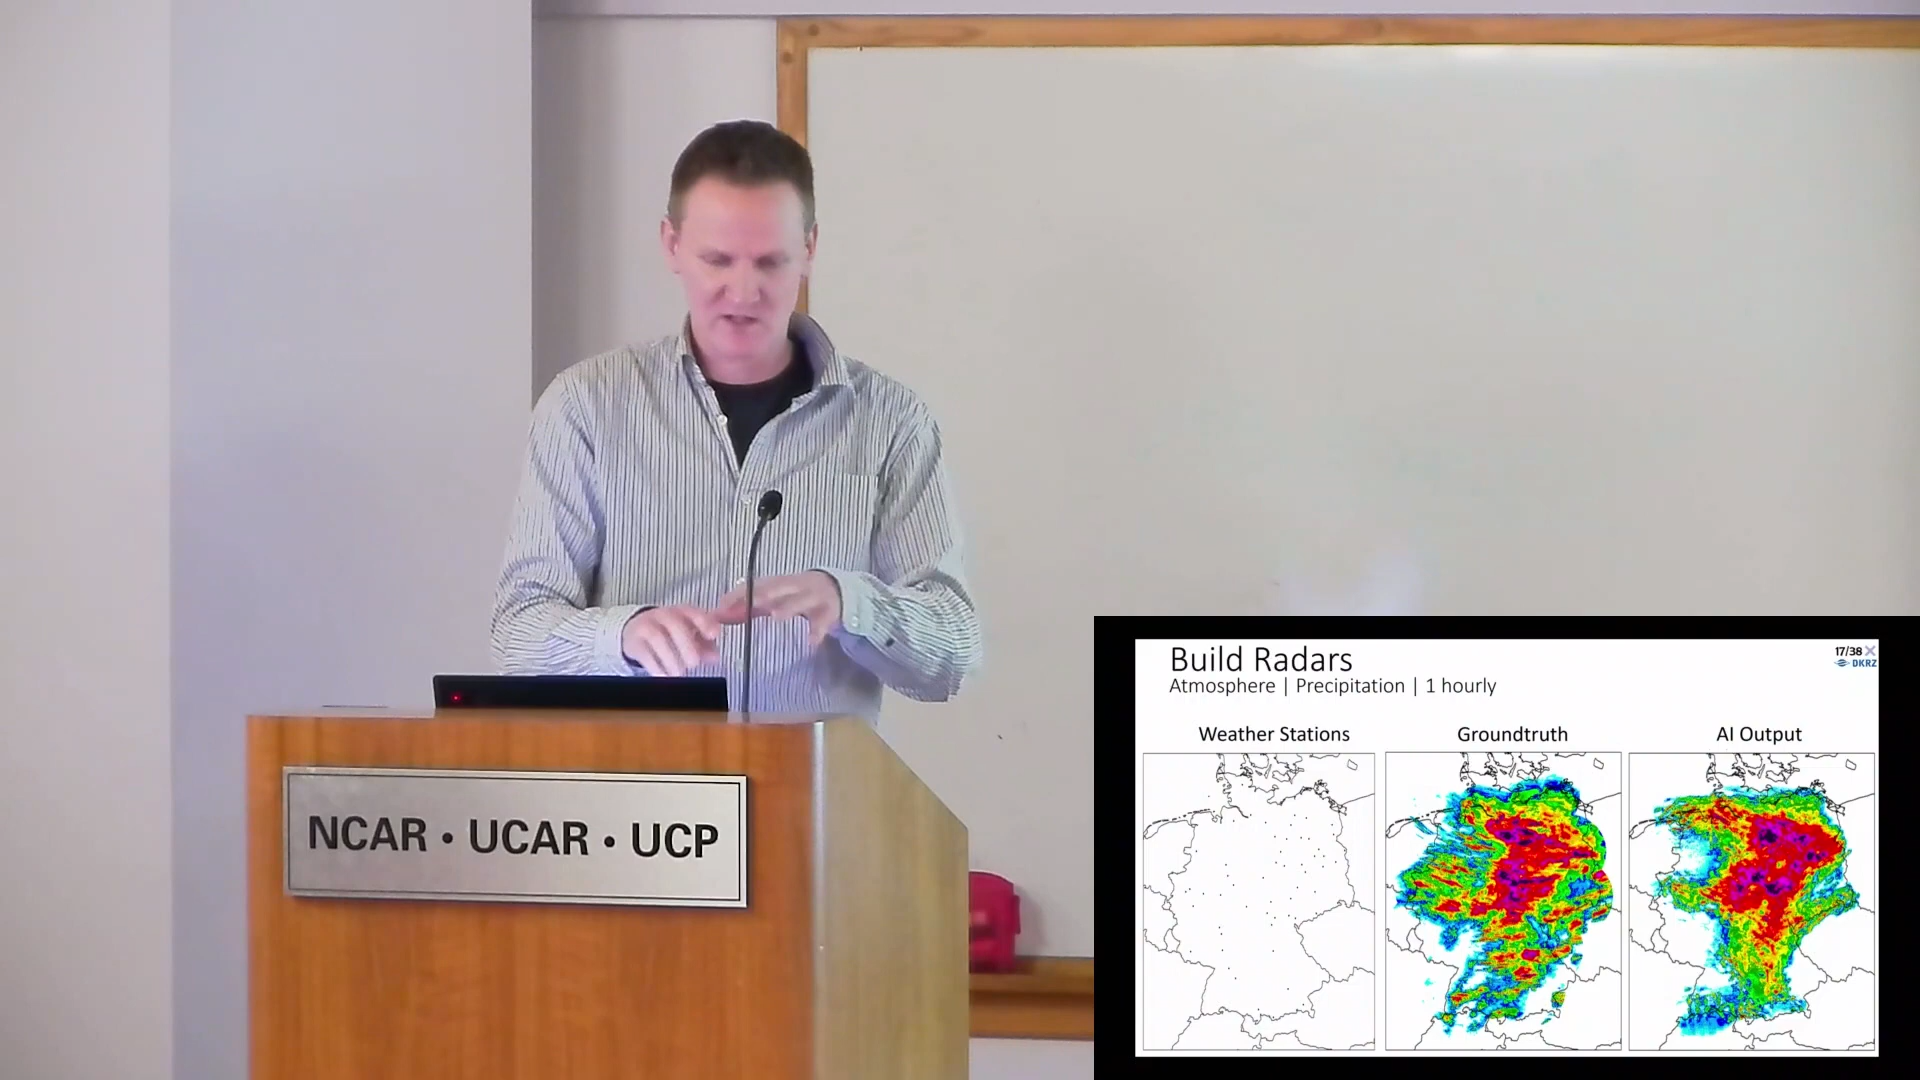 NCAR • UCAR • UCP
Build Radars
17/38
Atmosphere | Precipitation | 1 hourly
DKRZ
Weather Stations
Groundtruth
AI Output